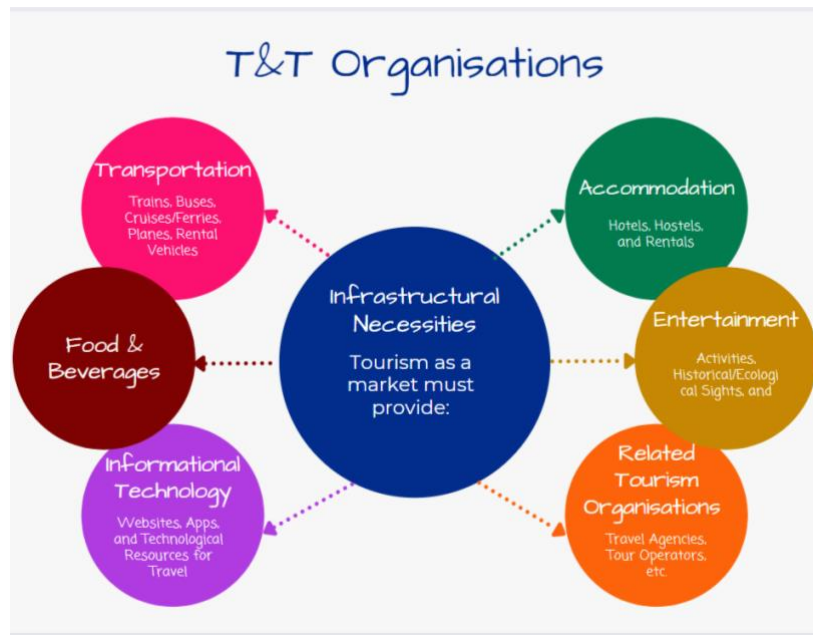 T&T Organisations
Transportation
Trains, Buses,
Cruises/Ferries,
Planes, Rental
Vehicles
Accommodation
Hotels, Hostels,
and Rentals
Infrastructural
Necessities
Tourism as a
market must
provide:
Food &
Beverages
Entertainment
Activities,
Historical/Ecologi
cal Sights, and
Informational
Technology
Websites, Apps,
and Technological
Resources for
Travel
Related
Tourism
Organisations
Travel Agencies,
Tour Operators,
etc.